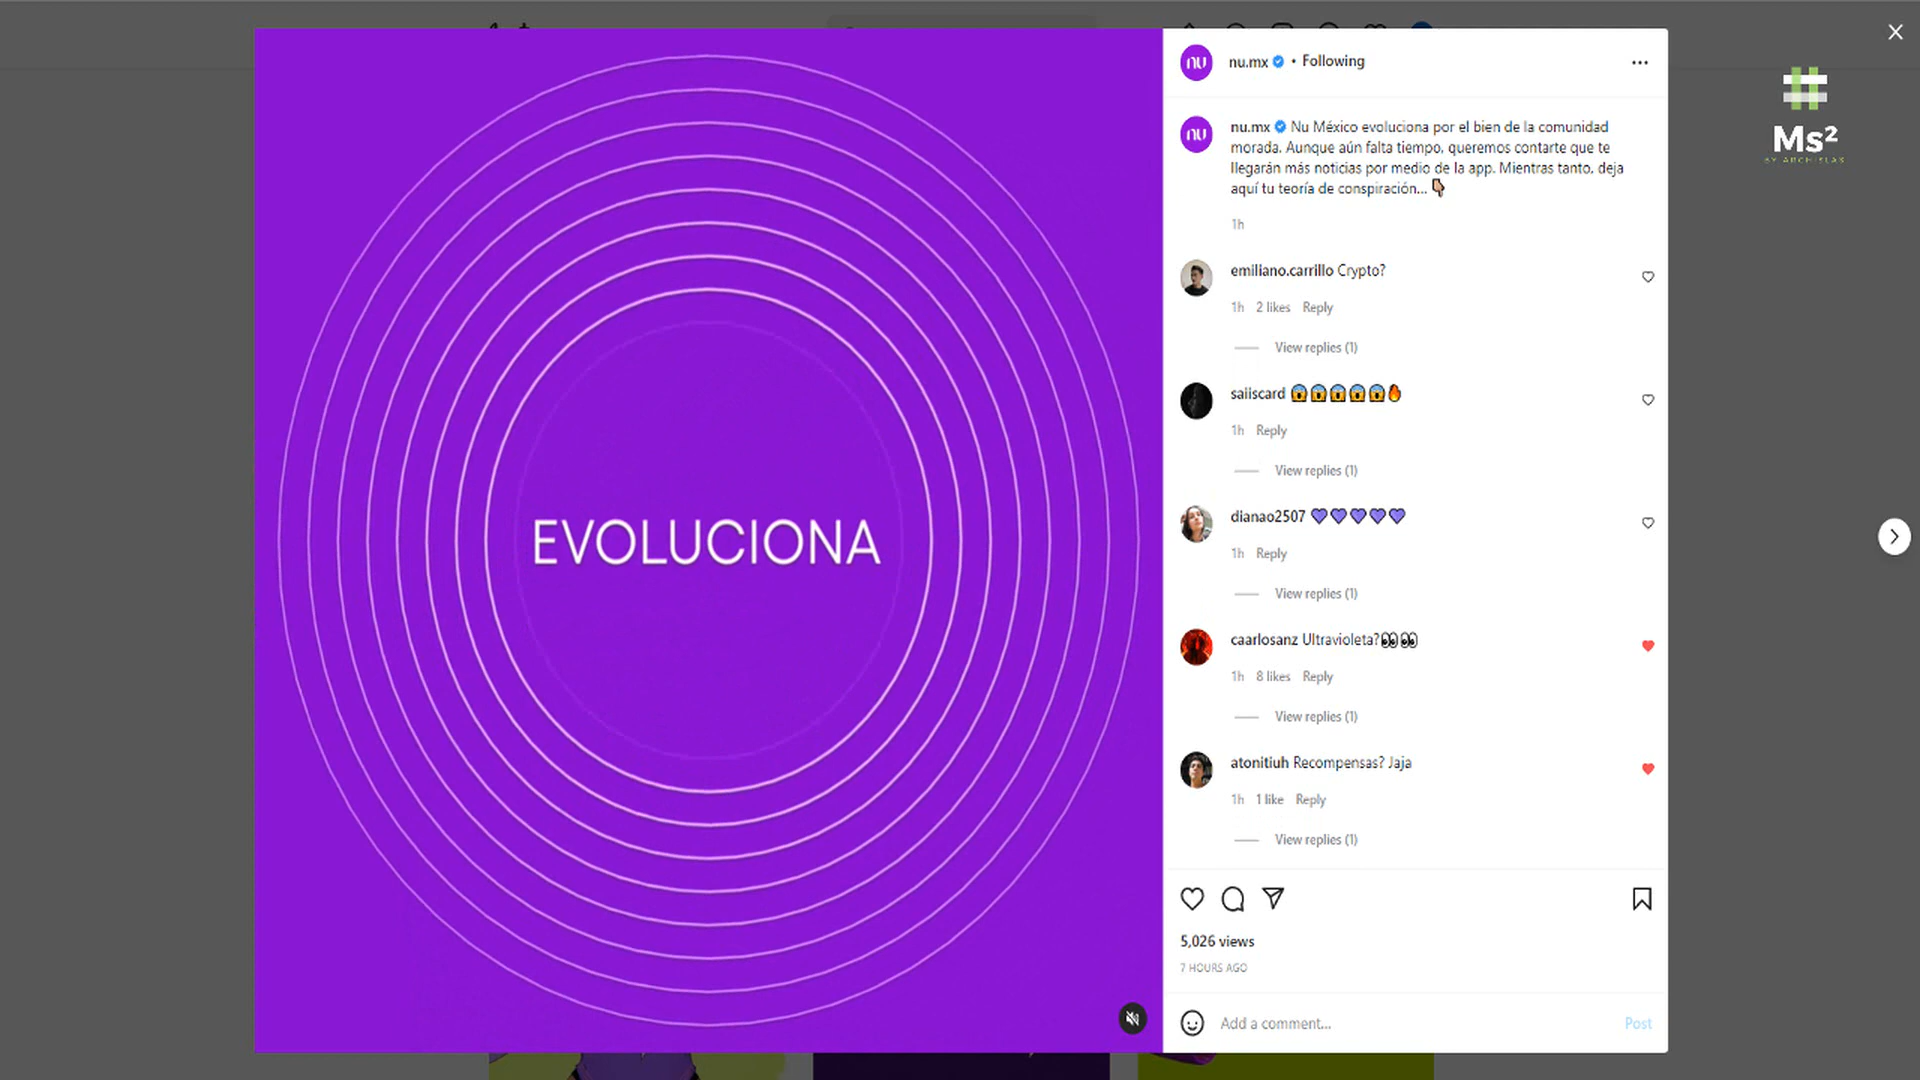 EVOLUCIONA
nu
nu.mx • Following
nu
nu.mx Nu México evoluciona por el bien de la comunidad
morada. Aunque aún falta tiempo, queremos contarte que te
llegarán más noticias por medio de la app. Mientras tanto, deja
aquí tu teoría de conspiración... 👇🏼
1h
emiliano.carrillo Crypto?
1h 2 likes Reply
View replies (1)
saiiscard 😱😱😱😱😱🔥
1h Reply
View replies (1)
dianao2507 💜💜💜💜💜
1h Reply
View replies (1)
caarlosanz Ultravioleta?👀👀
1h 8 likes Reply
View replies (1)
atonitiuh Recompensas? Jaja
1h 1 like Reply
View replies (1)
5,026 views
7 HOURS AGO
Add a comment...
Post
Ms²
BY ARCHISLAS